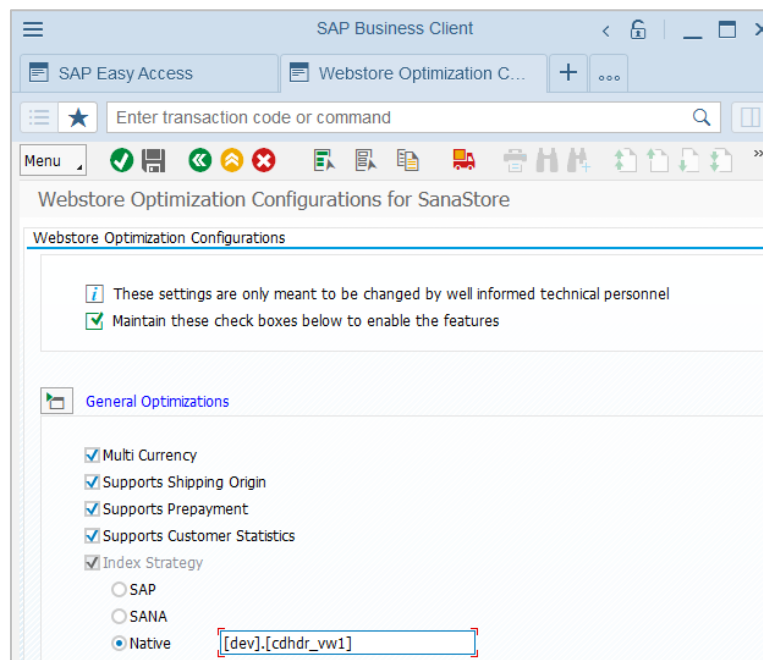 SAP Business Client
SAP Easy Access
Webstore Optimization C...
Enter transaction code or command
Menu
Webstore Optimization Configurations for SanaStore
Webstore Optimization Configurations
These settings are only meant to be changed by well informed technical personnel
Maintain these check boxes below to enable the features
General Optimizations
Multi Currency
Supports Shipping Origin
Supports Prepayment
Supports Customer Statistics
Index Strategy
SAP
SANA
Native [dev].[cdhdr_vw1]